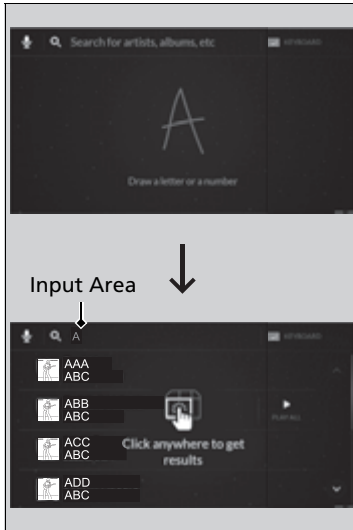 Search for artists, albums, etc
KEYBOARD
A
Draw a letter or a number
Input Area
A
KEYBOARD
AAA
ABC
ABB
ABC
PLAY ALL
ACC
ABC
Click anywhere to get
results
ADD
ABC